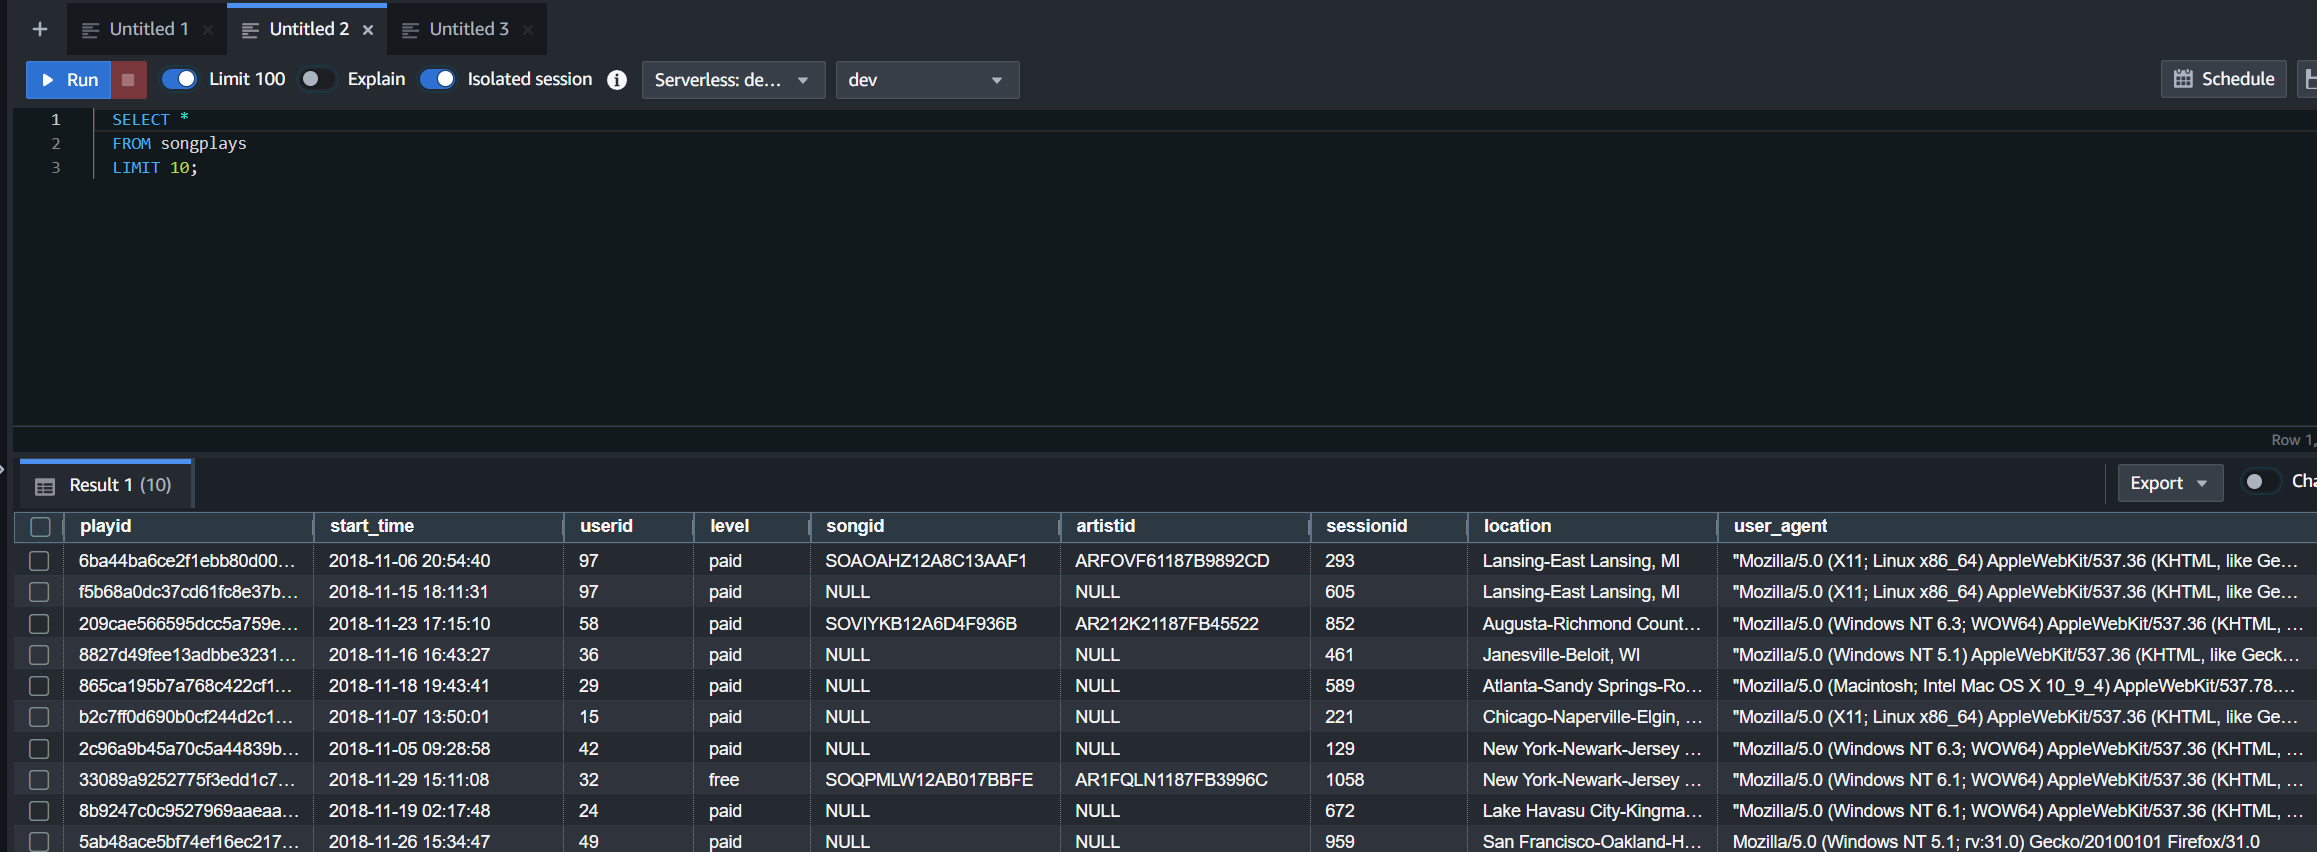 + Untitled 1 × Untitled 2 × Untitled 3 ×
Run Limit 100 Explain Isolated session i Serverless: de... dev Schedule
1 SELECT *
2 FROM songplays
3 LIMIT 10;
Row 1,
Result 1 (10) Export Cha
playid start_time userid level songid artistid sessionid location user_agent
6ba44ba6ce2f1ebb80d00... 2018-11-06 20:54:40 97 paid SOAOAHZ12A8C13AAF1 ARFOVF61187B9892CD 293 Lansing-East Lansing, MI "Mozilla/5.0 (X11; Linux x86_64) AppleWebKit/537.36 (KHTML, like Ge...
f5b68a0dc37cd61fc8e37b... 2018-11-15 18:11:31 97 paid NULL NULL 605 Lansing-East Lansing, MI "Mozilla/5.0 (X11; Linux x86_64) AppleWebKit/537.36 (KHTML, like Ge...
209cae566595dcc5a759e... 2018-11-23 17:15:10 58 paid SOVIYKB12A6D4F936B AR212K21187FB45522 852 Augusta-Richmond Count... "Mozilla/5.0 (Windows NT 6.3; WOW64) AppleWebKit/537.36 (KHTML, ...
8827d49fee13adbbe3231... 2018-11-16 16:43:27 36 paid NULL NULL 461 Janesville-Beloit, WI "Mozilla/5.0 (Windows NT 5.1) AppleWebKit/537.36 (KHTML, like Geck...
865ca195b7a768c422cf1... 2018-11-18 19:43:41 29 paid NULL NULL 589 Atlanta-Sandy Springs-Ro... "Mozilla/5.0 (Macintosh; Intel Mac OS X 10_9_4) AppleWebKit/537.78....
b2c7ff0d690b0cf244d2c1... 2018-11-07 13:50:01 15 paid NULL NULL 221 Chicago-Naperville-Elgin, ... "Mozilla/5.0 (X11; Linux x86_64) AppleWebKit/537.36 (KHTML, like Ge...
2c96a9b45a70c5a44839b... 2018-11-05 09:28:58 42 paid NULL NULL 129 New York-Newark-Jersey ... "Mozilla/5.0 (Windows NT 6.3; WOW64) AppleWebKit/537.36 (KHTML, ...
33089a9252775f3edd1c7... 2018-11-29 15:11:08 32 free SOQPMLW12AB017BBFE AR1FQLN1187FB3996C 1058 New York-Newark-Jersey ... "Mozilla/5.0 (Windows NT 6.1; WOW64) AppleWebKit/537.36 (KHTML, ...
8b9247c0c9527969aaeaa... 2018-11-19 02:17:48 24 paid NULL NULL 672 Lake Havasu City-Kingma... "Mozilla/5.0 (Windows NT 6.1; WOW64) AppleWebKit/537.36 (KHTML, ...
5ab48ace5bf74ef16ec217... 2018-11-26 15:34:47 49 paid NULL NULL 959 San Francisco-Oakland-H... Mozilla/5.0 (Windows NT 5.1; rv:31.0) Gecko/20100101 Firefox/31.0